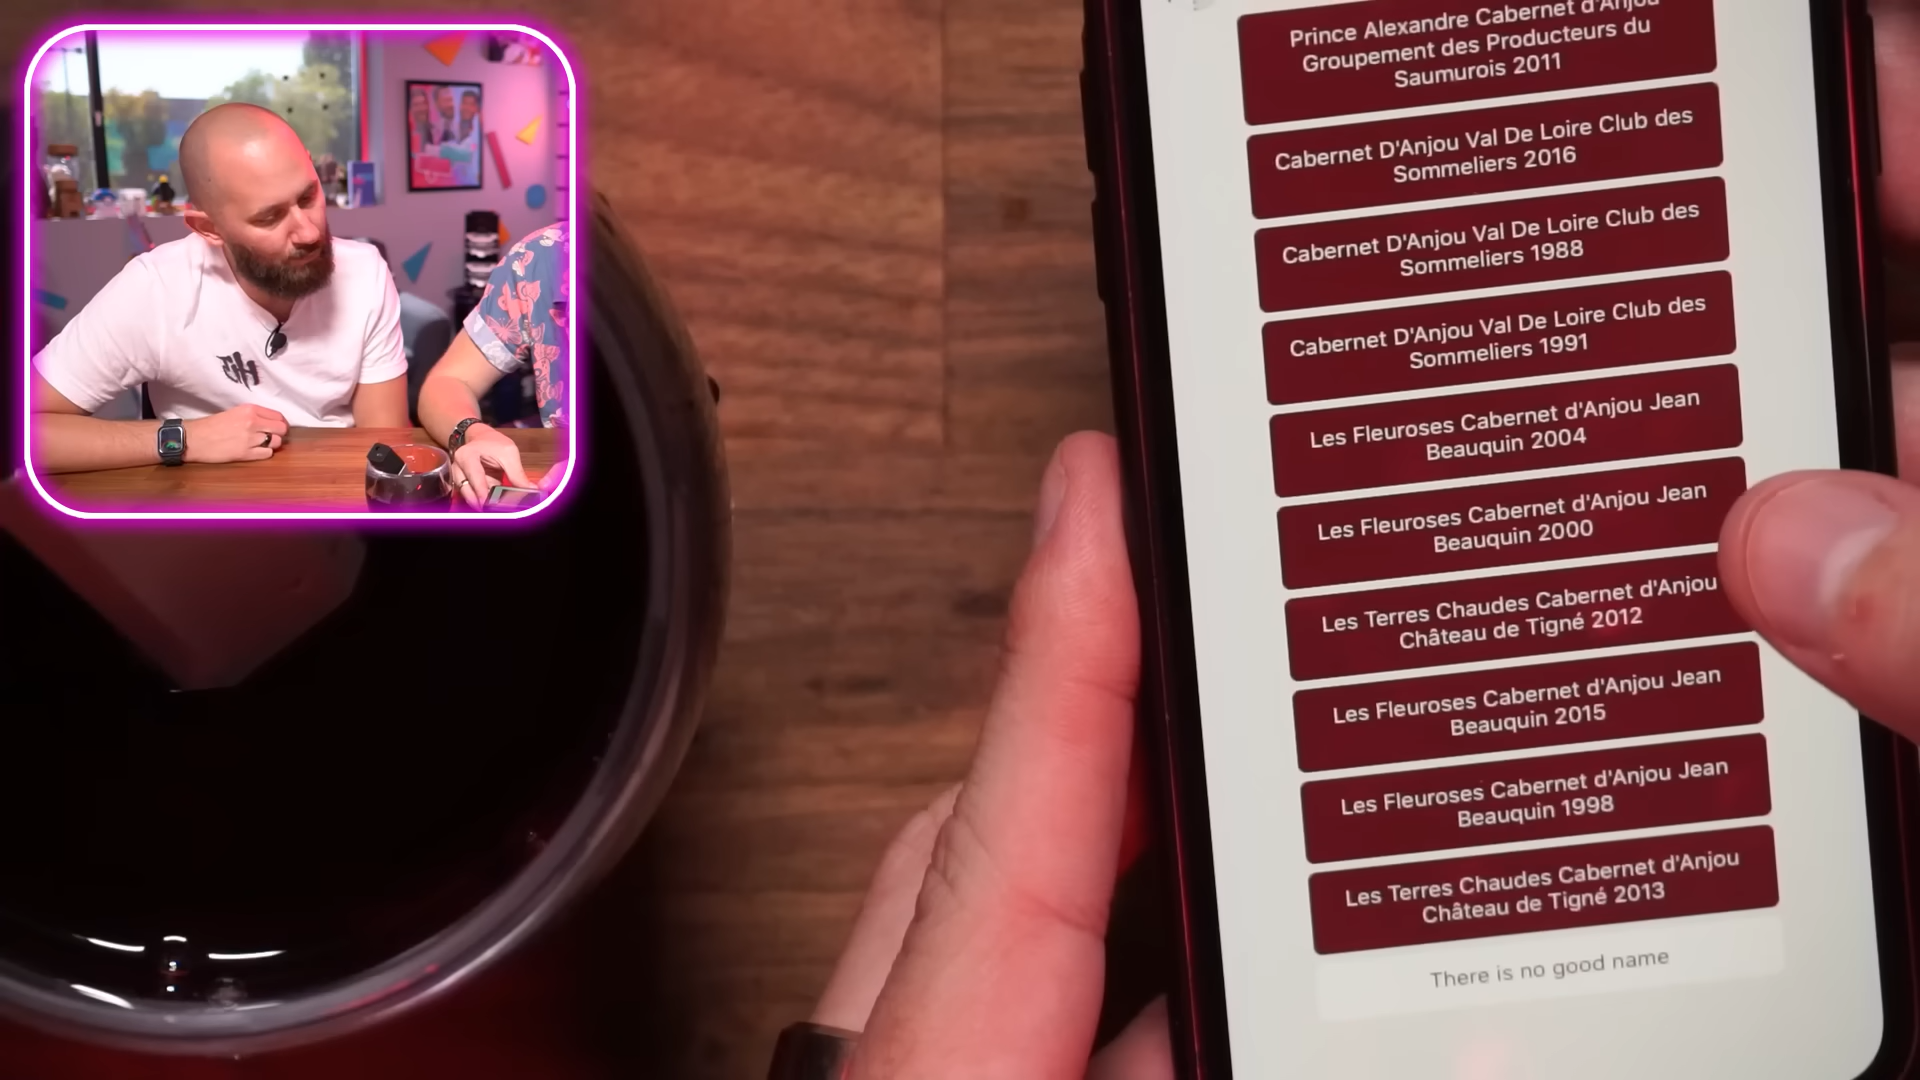 Prince Alexandre Cabernet d'Anjou
Groupement des Producteurs du
Saumurois 2011
Cabernet D'Anjou Val De Loire Club des
Sommeliers 2016
Cabernet D'Anjou Val De Loire Club des
Sommeliers 1988
Cabernet D'Anjou Val De Loire Club des
Sommeliers 1991
Les Fleuroses Cabernet d'Anjou Jean
Beauquin 2004
Les Fleuroses Cabernet d'Anjou Jean
Beauquin 2000
Les Terres Chaudes Cabernet d'Anjou
Château de Tigné 2012
Les Fleuroses Cabernet d'Anjou Jean
Beauquin 2015
Les Fleuroses Cabernet d'Anjou Jean
Beauquin 1998
Les Terres Chaudes Cabernet d'Anjou
Château de Tigné 2013
There is no good name